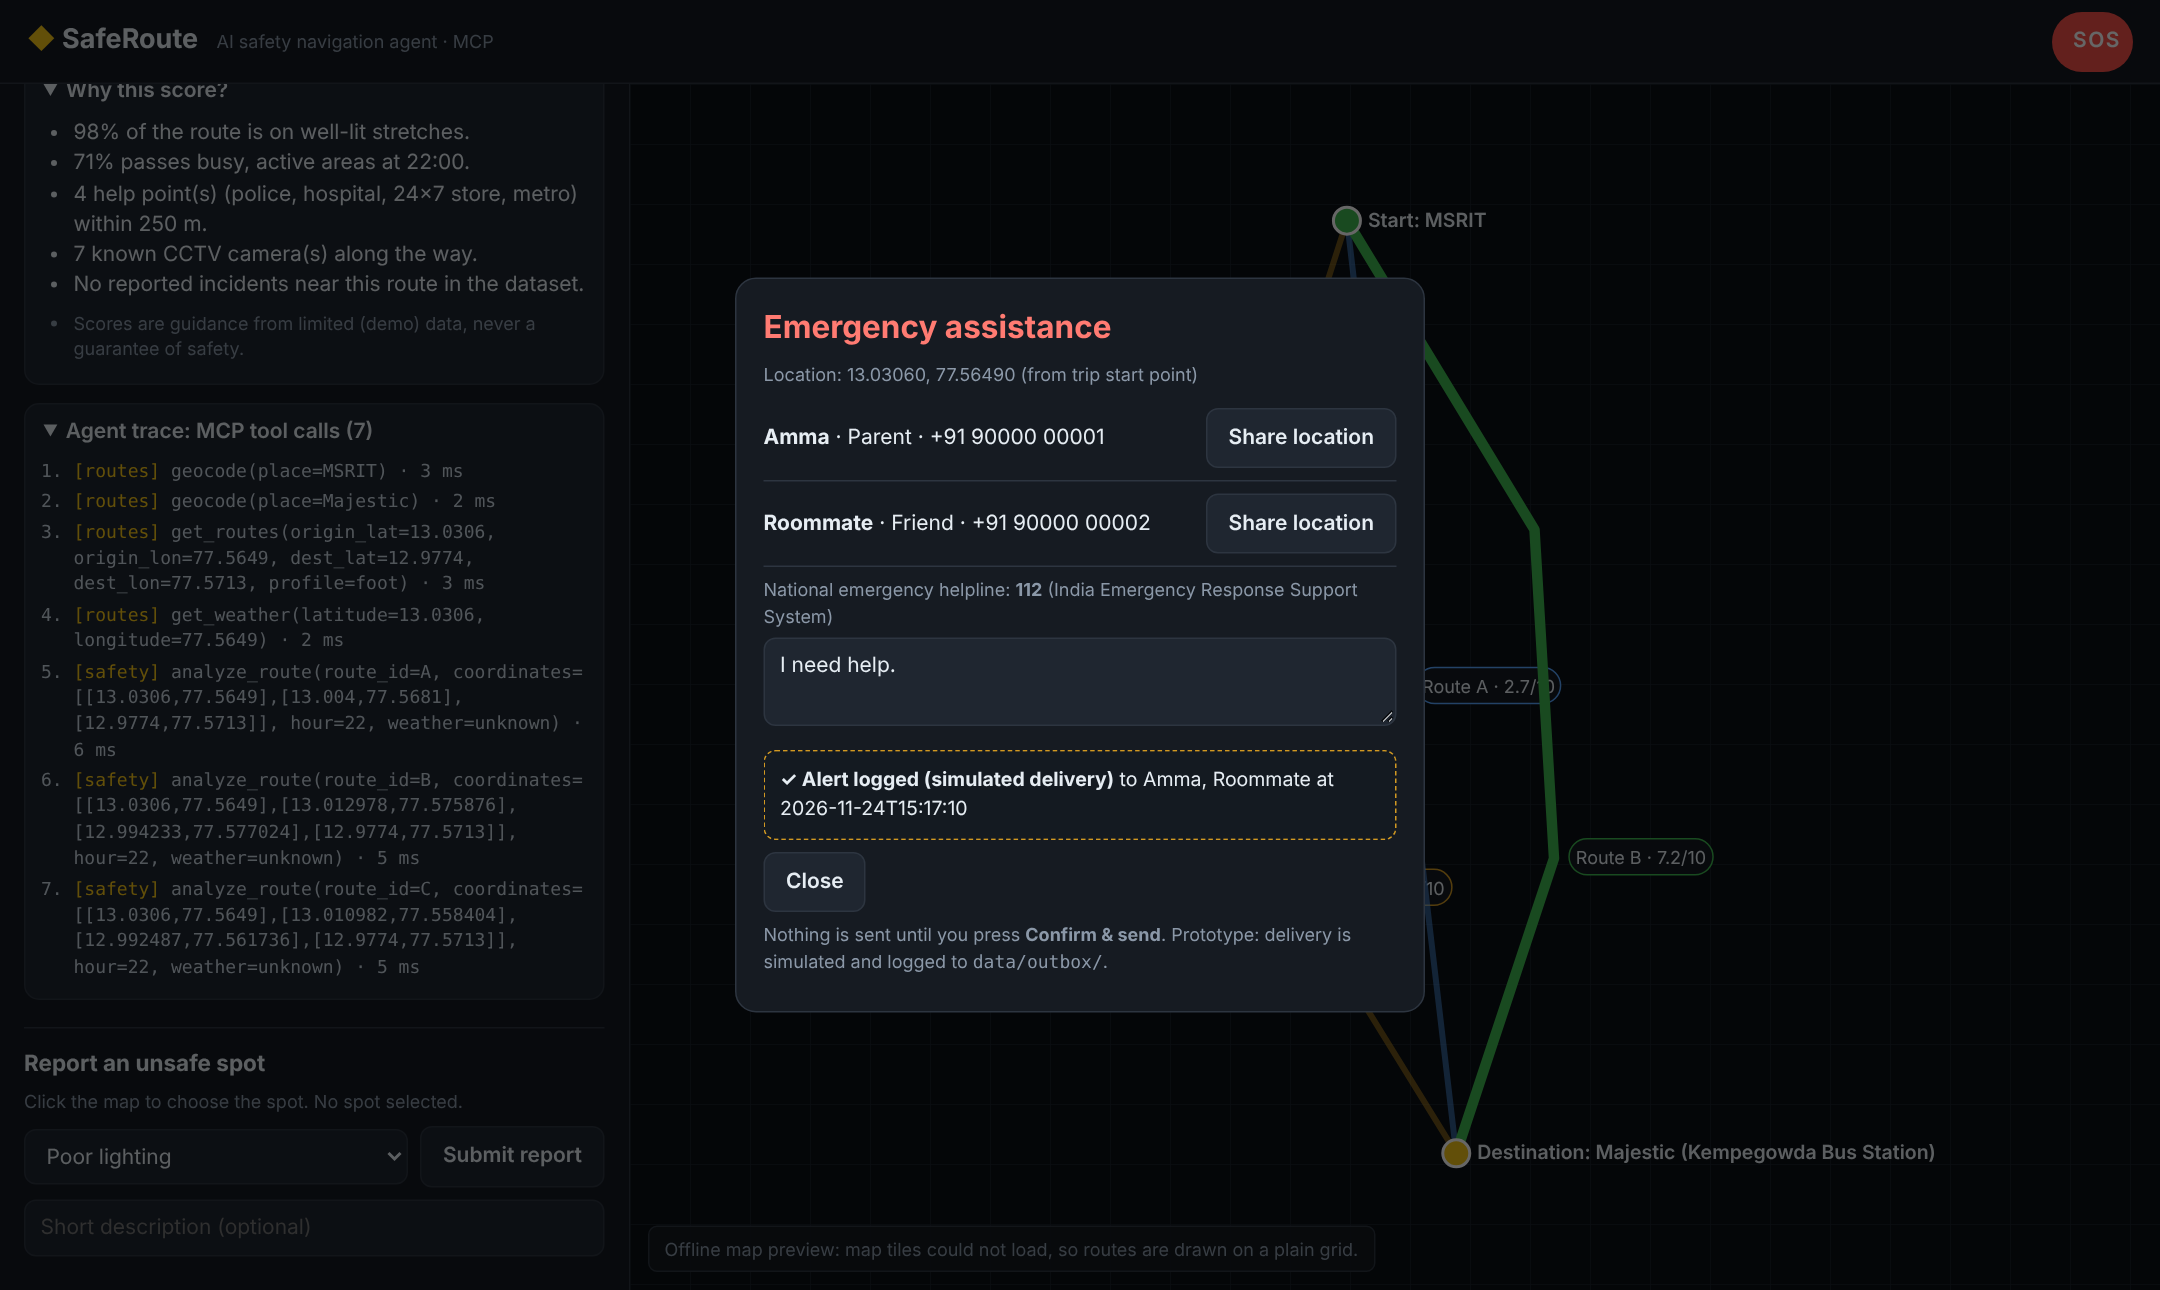 SafeRoute AI safety navigation agent · MCP
SOS
▼ Why this score?
• 98% of the route is on well-lit stretches.
• 71% passes busy, active areas at 22:00.
• 4 help point(s) (police, hospital, 24×7 store, metro)
within 250 m.
• 7 known CCTV camera(s) along the way.
• No reported incidents near this route in the dataset.
• Scores are guidance from limited (demo) data, never a
guarantee of safety.
▼ Agent trace: MCP tool calls (7)
1. [routes] geocode(place=MSRIT) · 3 ms
2. [routes] geocode(place=Majestic) · 2 ms
3. [routes] get_routes(origin_lat=13.0306,
origin_lon=77.5649, dest_lat=12.9774,
dest_lon=77.5713, profile=foot) · 3 ms
4. [routes] get_weather(latitude=13.0306,
longitude=77.5649) · 2 ms
5. [safety] analyze_route(route_id=A, coordinates=
[[13.0306,77.5649],[13.004,77.5681],
[12.9774,77.5713]], hour=22, weather=unknown) ·
6 ms
6. [safety] analyze_route(route_id=B, coordinates=
[[13.0306,77.5649],[13.012978,77.575876],
[12.994233,77.577024],[12.9774,77.5713]],
hour=22, weather=unknown) · 5 ms
7. [safety] analyze_route(route_id=C, coordinates=
[[13.0306,77.5649],[13.010982,77.558404],
[12.992487,77.561736],[12.9774,77.5713]],
hour=22, weather=unknown) · 5 ms
Report an unsafe spot
Click the map to choose the spot. No spot selected.
Poor lighting
Submit report
Short description (optional)
Start: MSRIT
Emergency assistance
Location: 13.03060, 77.56490 (from trip start point)
Amma · Parent · +91 90000 00001
Share location
Roommate · Friend · +91 90000 00002
Share location
National emergency helpline: 112 (India Emergency Response Support
System)
I need help.
✓ Alert logged (simulated delivery) to Amma, Roommate at
2026-11-24T15:17:10
Close
Nothing is sent until you press Confirm & send. Prototype: delivery is
simulated and logged to data/outbox/.
Route A · 2.7/10
Route B · 7.2/10
10
Destination: Majestic (Kempegowda Bus Station)
Offline map preview: map tiles could not load, so routes are drawn on a plain grid.